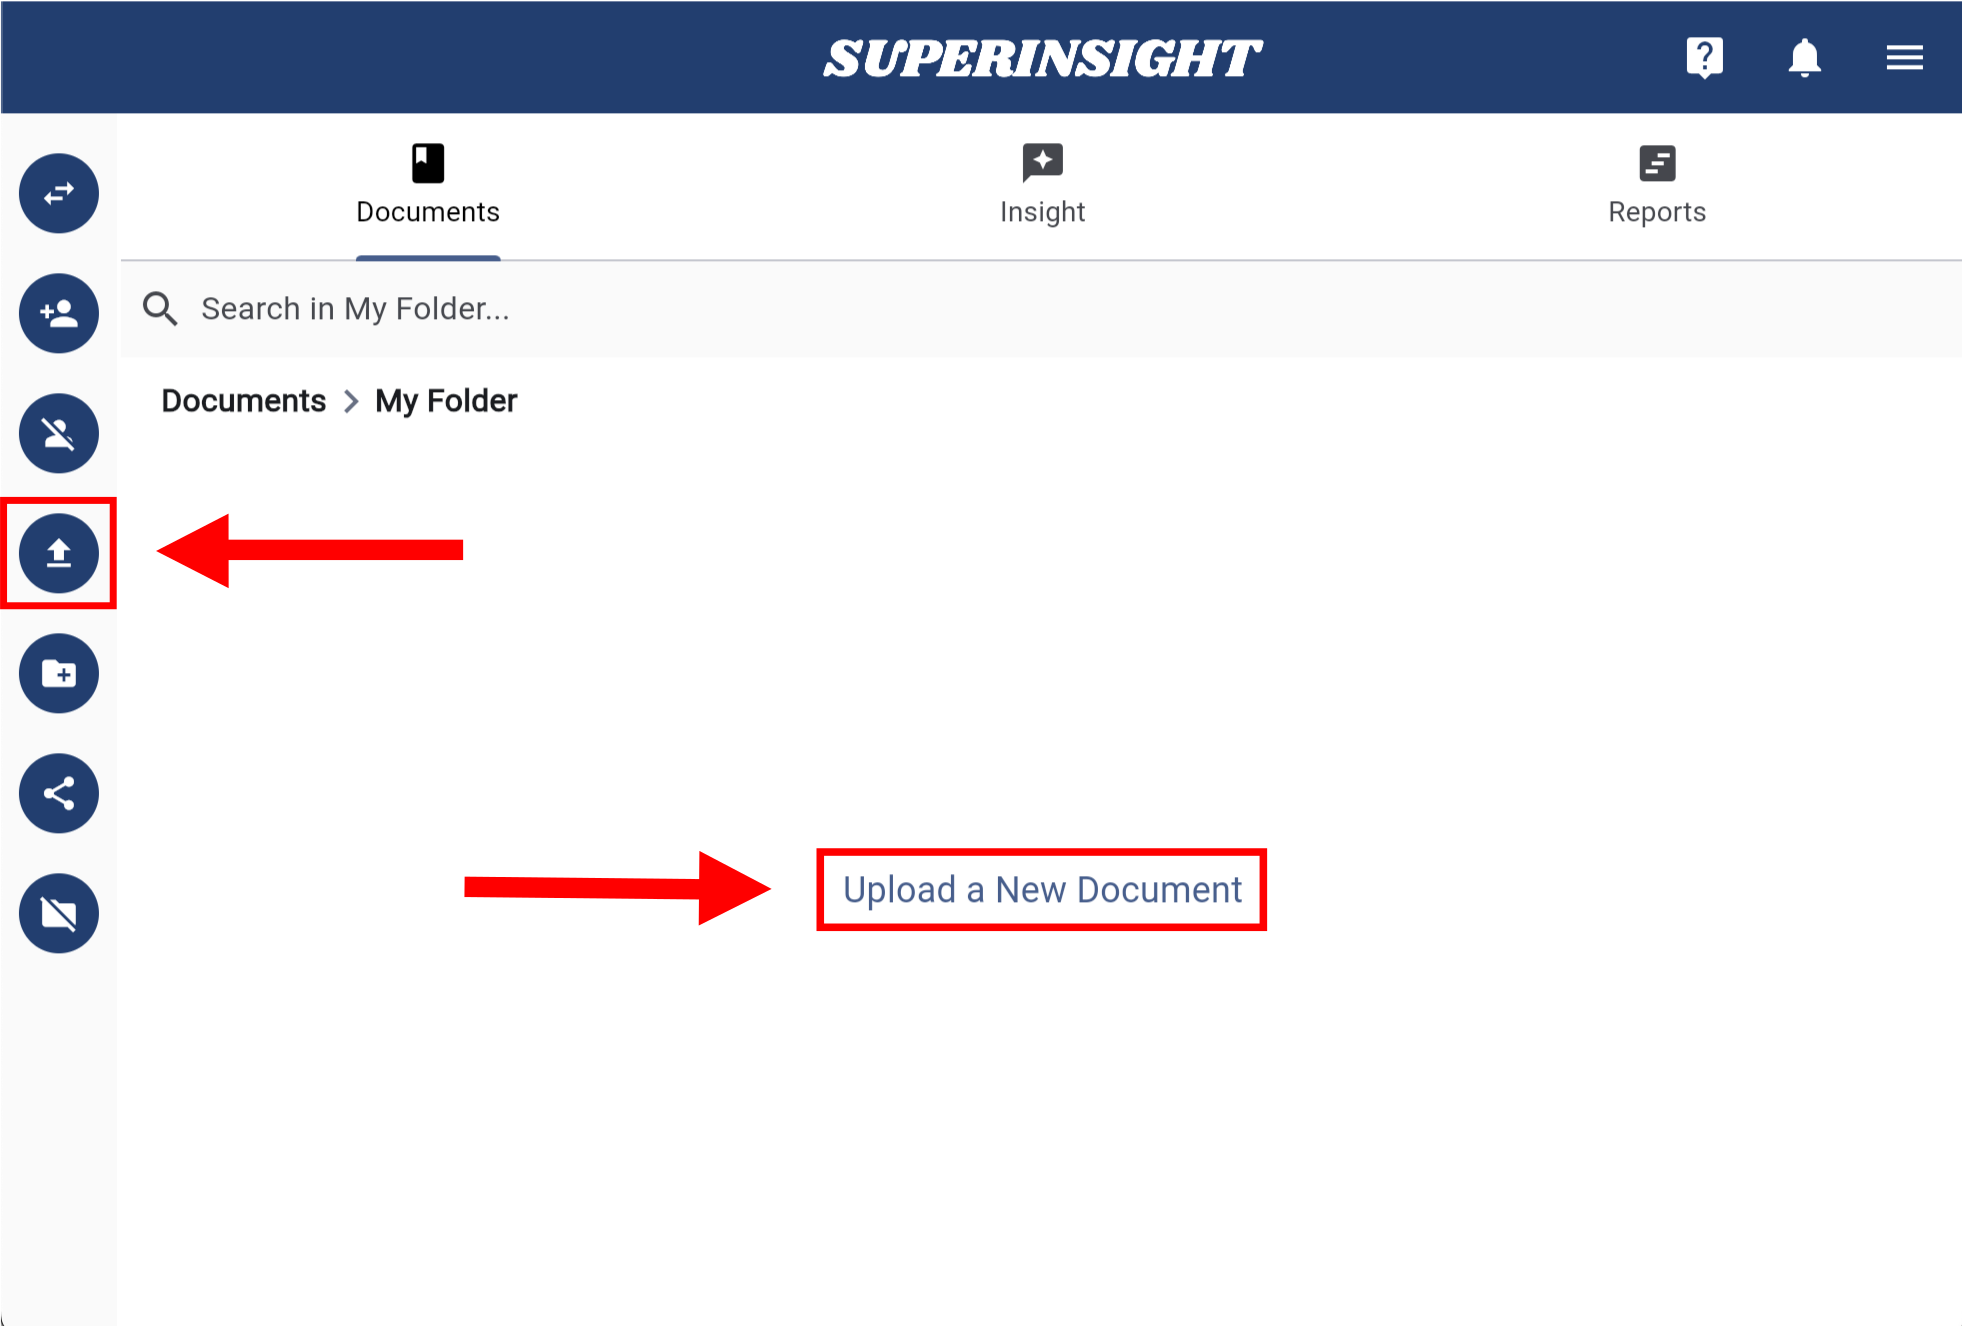 SUPERINSIGHT
Documents
Insight
Reports
Search in My Folder...
Documents > My Folder
Upload a New Document